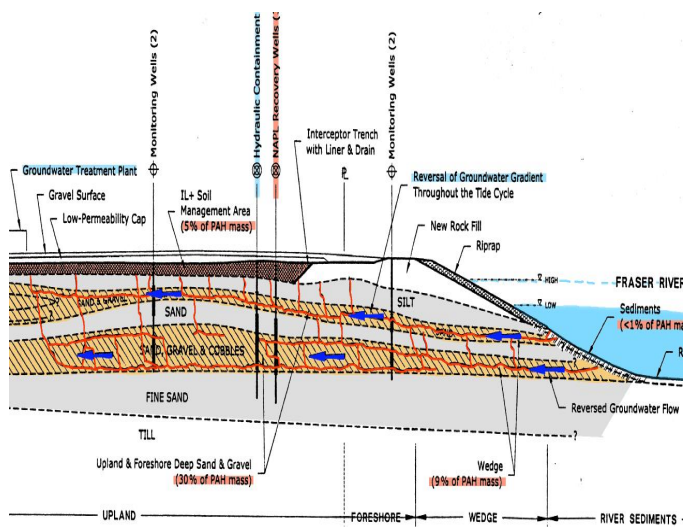 Monitoring Wells (2)
Hydraulic Containment
NAPL Recovery Wells (
Monitoring Wells (2)
Interceptor Trench
with Liner & Drain
Groundwater Treatment Plant
Gravel Surface
Low-Permeability Cap
IL+ Soil
Management Area
(5% of PAH mass)
Reversal of Groundwater Gradient
Throughout the Tide Cycle
New Rock Fill
Riprap
HIGH
FRASER RIVER
LOW
Sediments
(<1% of PAH ma
SAND & GRAVEL
SILT
SAND
SAND, GRAVEL & COBBLES
R
FINE SAND
Reversed Groundwater Flow
TILL
?
Upland & Foreshore Deep Sand & Gravel
(30% of PAH mass)
Wedge
(9% of PAH mass)
UPLAND
FORESHORE
WEDGE
RIVER SEDIMENTS